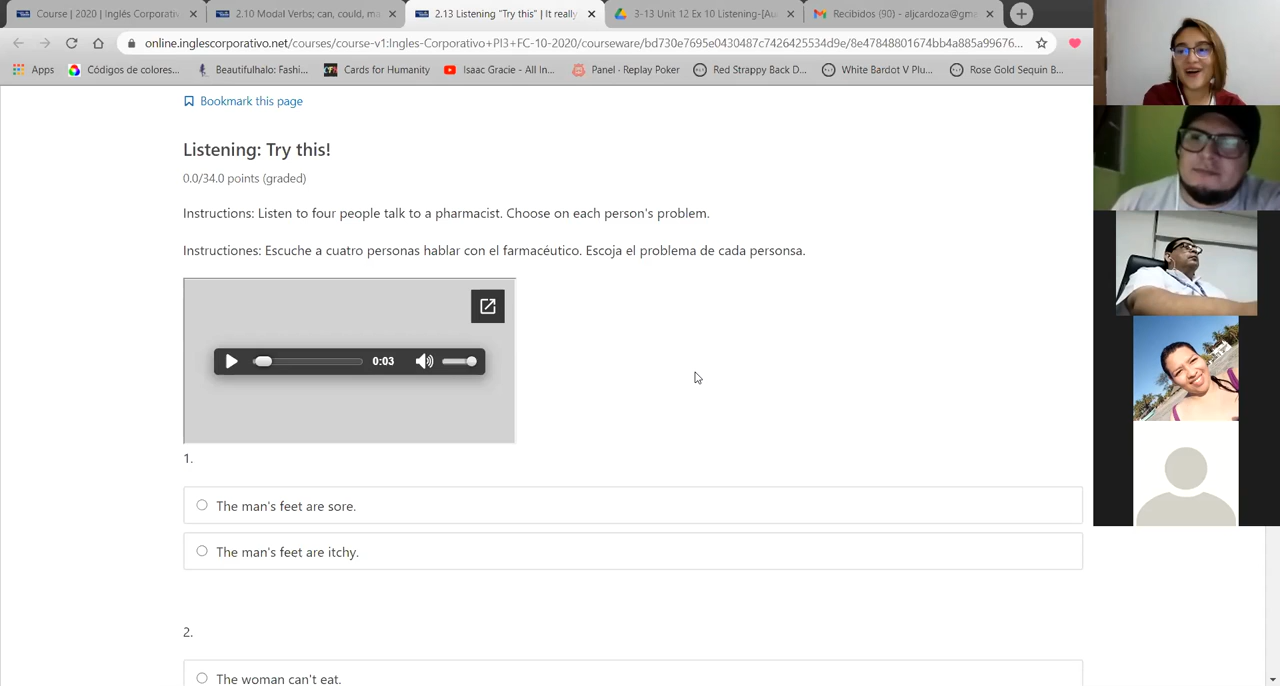 Course | 2020 | Inglés Corporativ
2.10 Modal Verbs; can, could, ma
2.13 Listening "Try this" | It really
3-13 Unit 12 Ex 10 Listening-[Au
Recibidos (90) - aljcardoza@gma
online.inglescorporativo.net/courses/course-v1:Ingles-Corporativo+PI3+FC-10-2020/courseware/bd730e7695e0430487c7426425534d9e/8e47848801674bb4a885a99676...
Apps
Códigos de colores...
Beautifulhalo: Fashi...
Cards for Humanity
Isaac Gracie - All In...
Panel · Replay Poker
Red Strappy Back D...
White Bardot V Plu...
Rose Gold Sequin B...
Bookmark this page
Listening: Try this!
0.0/34.0 points (graded)
Instructions: Listen to four people talk to a pharmacist. Choose on each person's problem.
Instructiones: Escuche a cuatro personas hablar con el farmacéutico. Escoja el problema de cada personsa.
0:03
1.
The man's feet are sore.
The man's feet are itchy.
2.
The woman can't eat.